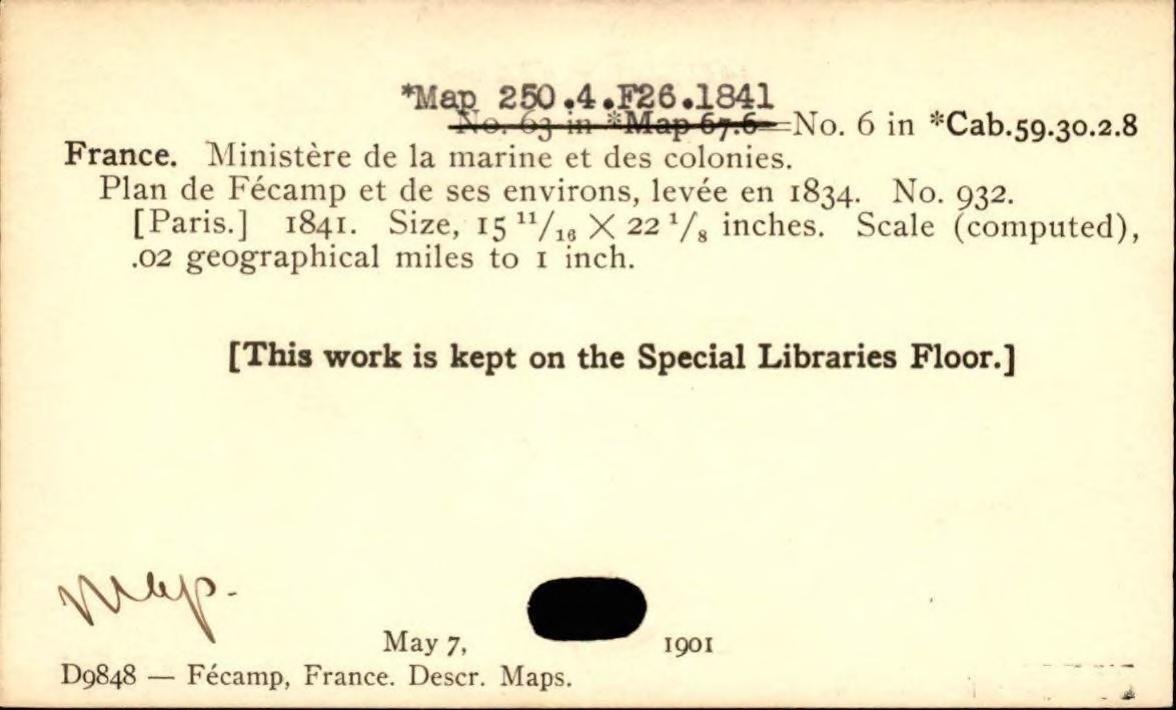 *Map 250.4.F26.1841
No. 63 in *Map 67.6 No. 6 in *Cab.59.30.2.8
France. Ministère de la marine et des colonies.
Plan de Fécamp et de ses environs, levée en 1834. No. 932.
[Paris.] 1841. Size, 15 11/16 X 22 1/8 inches. Scale (computed),
.02 geographical miles to 1 inch.
[This work is kept on the Special Libraries Floor.]
Map.
May 7, 1901
D9848 — Fécamp, France. Descr. Maps.